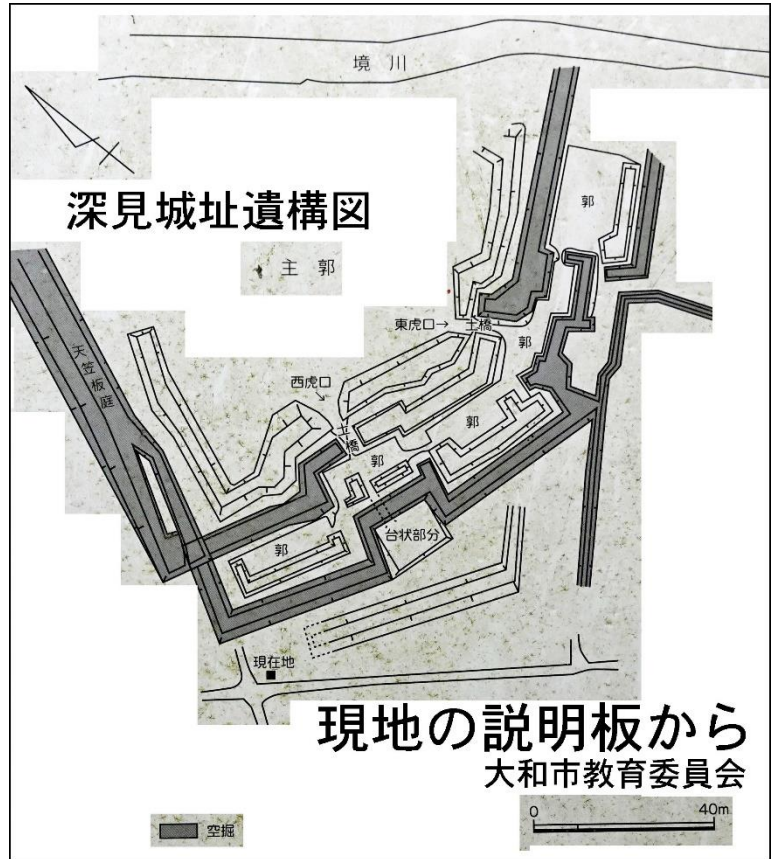 境川
深見城址遺構図
郭
主郭
東虎口→土橋
郭
天竺板庭
西虎口
土橋
郭
郭
台状部分
郭
現在地
現地の説明板から
大和市教育委員会
0 40m
空掘